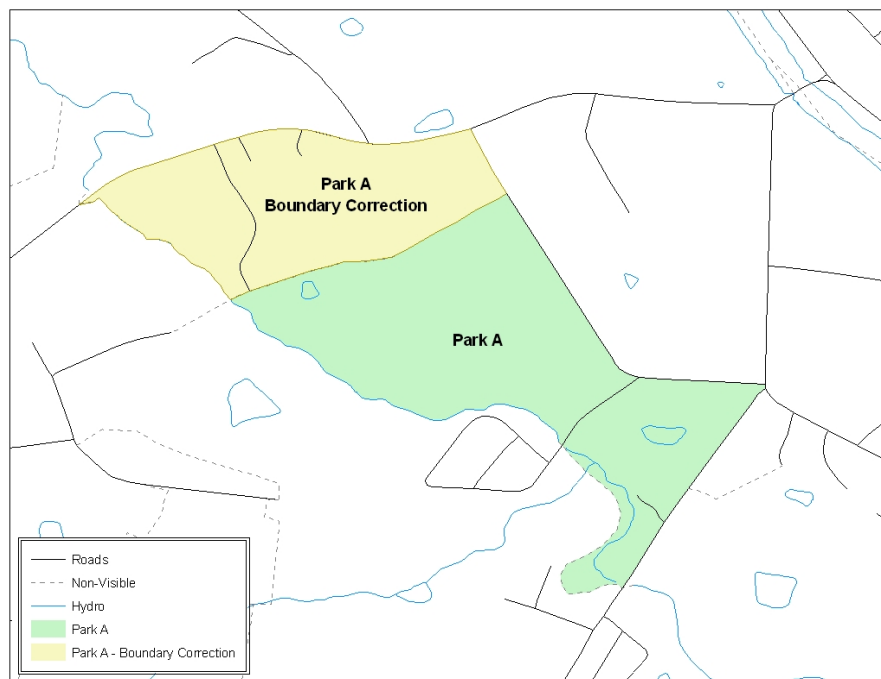 Park A
Boundary Correction
Park A
Roads
Non-Visible
Hydro
Park A
Park A - Boundary Correction